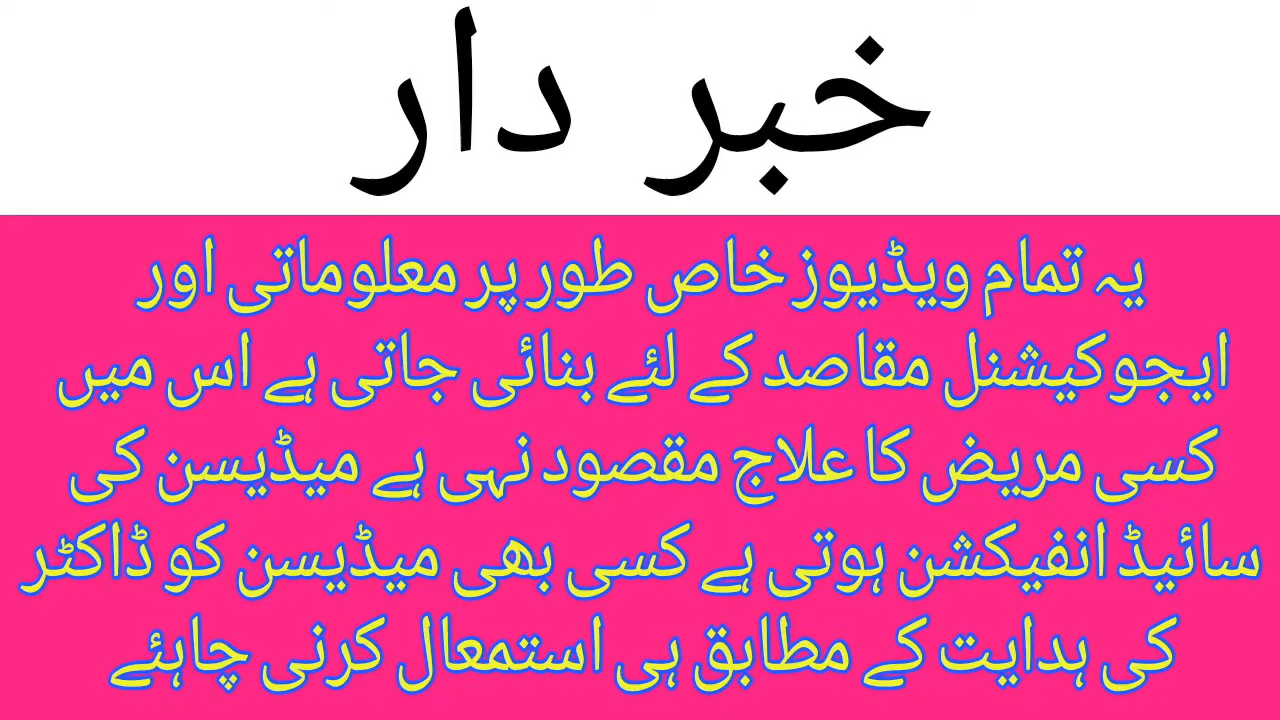 خبر دار
یہ تمام ویڈیوز خاص طور پر معلوماتی اور
ایجوکیشنل مقاصد کے لئے بنائی جاتی ہے اس میں
کسی مریض کا علاج مقصود نہی ہے میڈیسن کی
سائیڈ انفیکشن ہوتی ہے کسی بھی میڈیسن کو ڈاکٹر
کی ہدایت کے مطابق ہی استمعال کرنی چاہئے